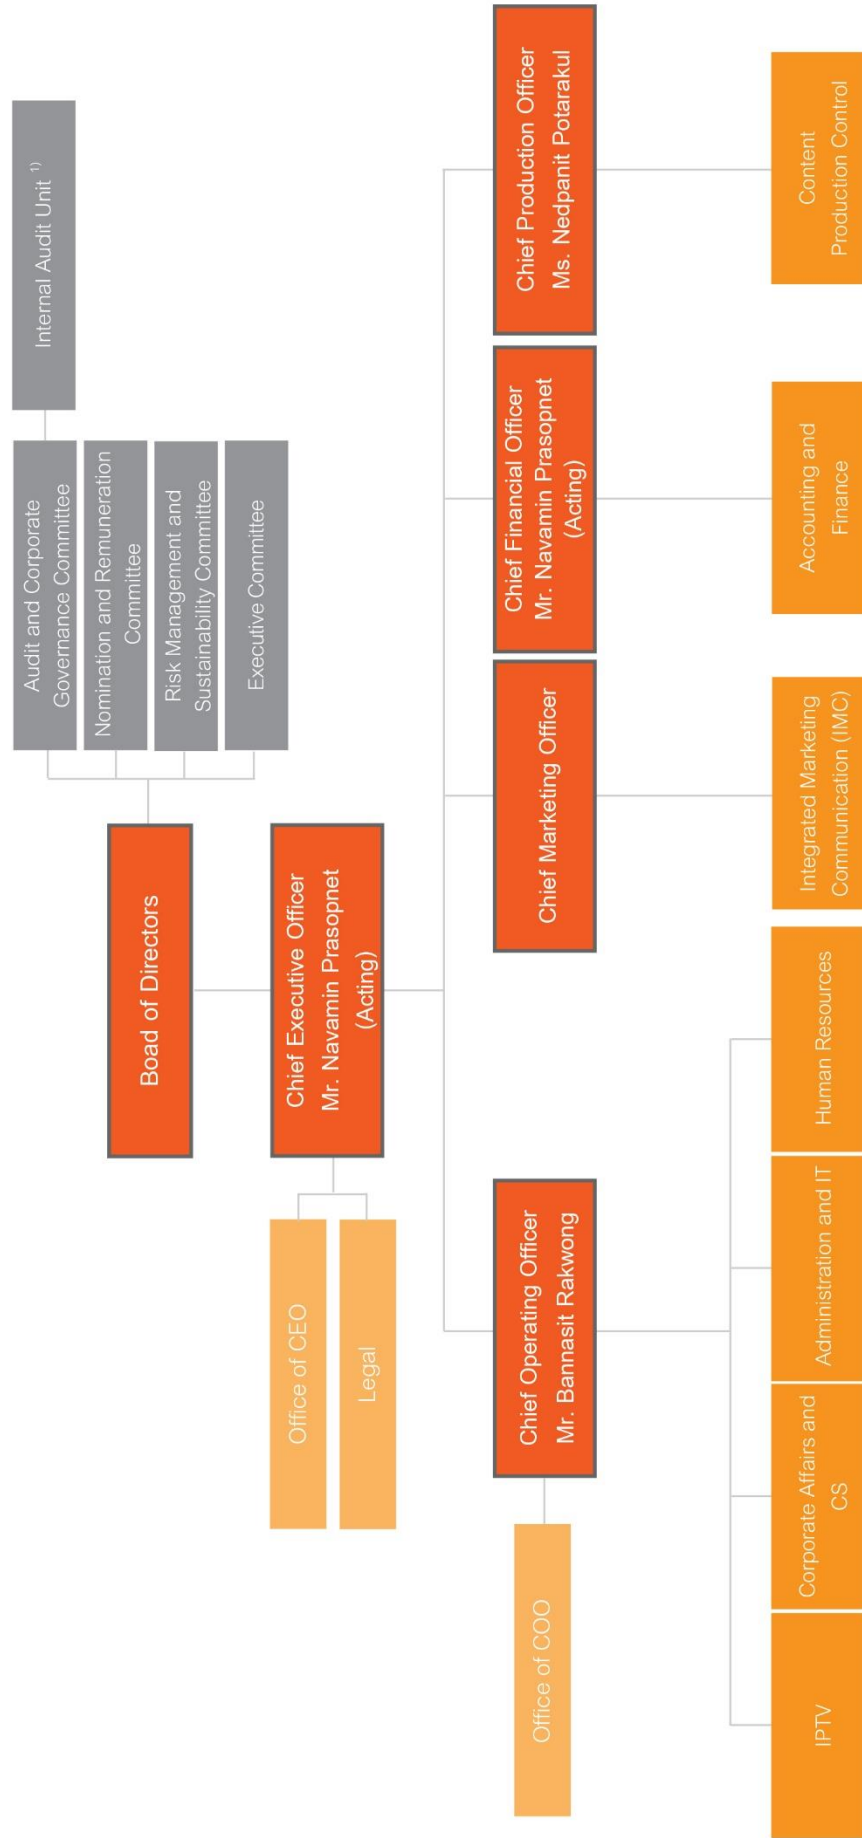 Internal Audit Unit ¹⁾
Audit and Corporate
Governance Committee
Nomination and Remuneration
Committee
Risk Management and
Sustainability Committee
Executive Committee
Boad of Directors
Chief Executive Officer
Mr. Navamin Prasopnet
(Acting)
Office of CEO
Legal
Chief Operating Officer
Mr. Bannasit Rakwong
Chief Marketing Officer
Chief Financial Officer
Mr. Navamin Prasopnet
(Acting)
Chief Production Officer
Ms. Nedpanit Potarakul
Office of COO
IPTV
Corporate Affairs and
CS
Administration and IT
Human Resources
Integrated Marketing
Communication (IMC)
Accounting and
Finance
Content
Production Control